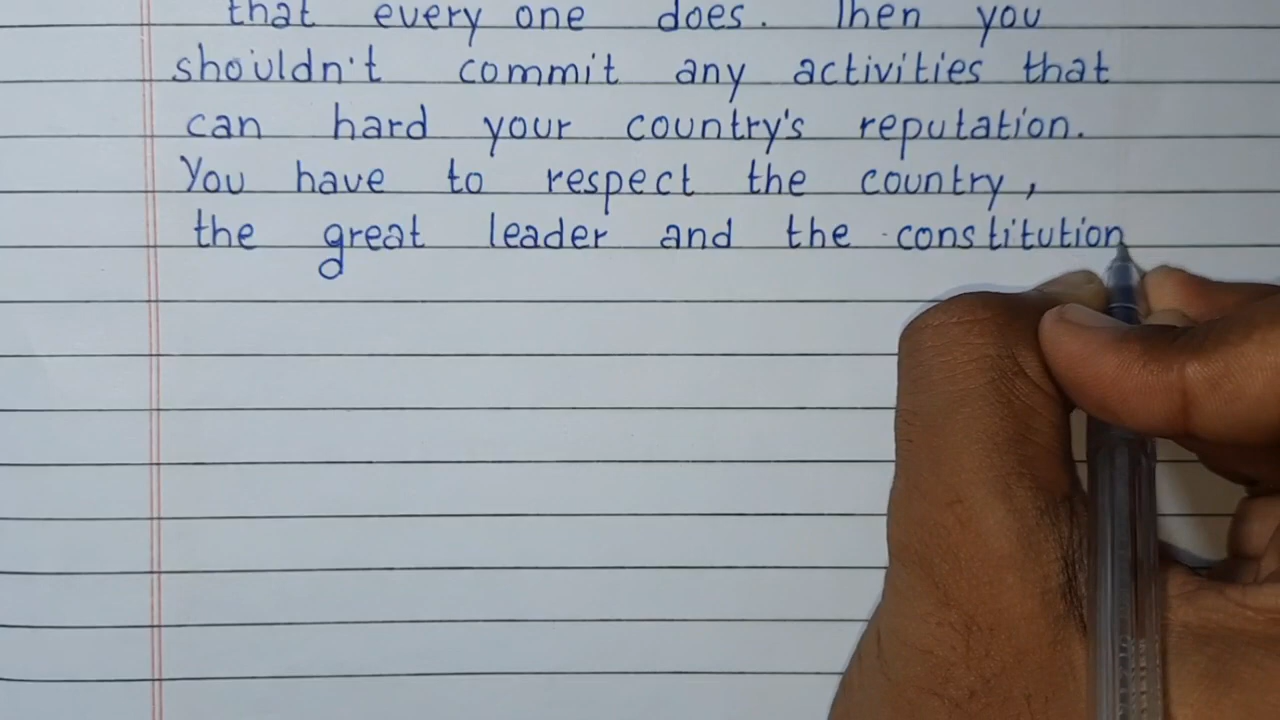 that every one does. Then you
shouldn't commit any activities that
can hard your country's reputation.
You have to respect the country,
the great leader and the constitution